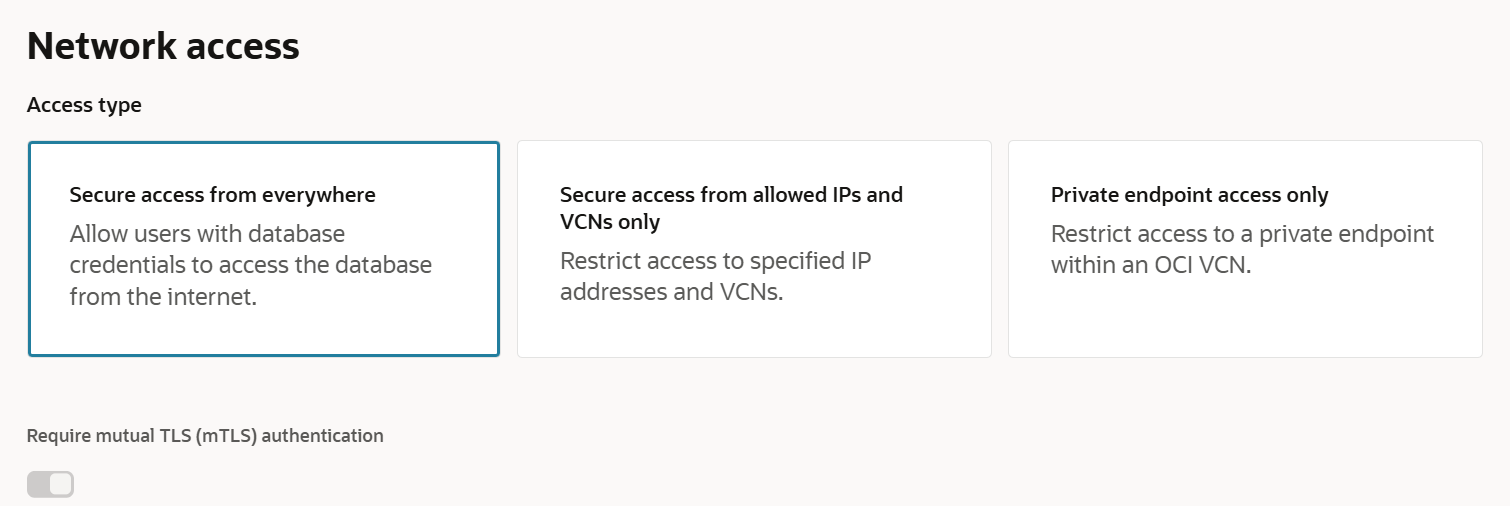 Network access
Access type
Secure access from everywhere
Allow users with database
credentials to access the database
from the internet.
Secure access from allowed IPs and
VCNs only
Restrict access to specified IP
addresses and VCNs.
Private endpoint access only
Restrict access to a private endpoint
within an OCI VCN.
Require mutual TLS (mTLS) authentication